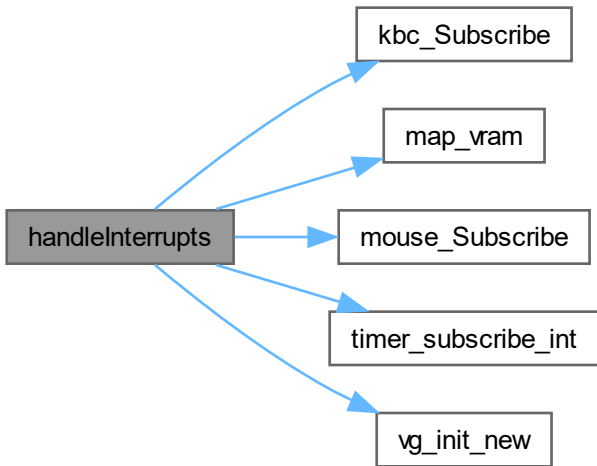 kbc_Subscribe
map_vram
handleInterrupts
mouse_Subscribe
timer_subscribe_int
vg_init_new